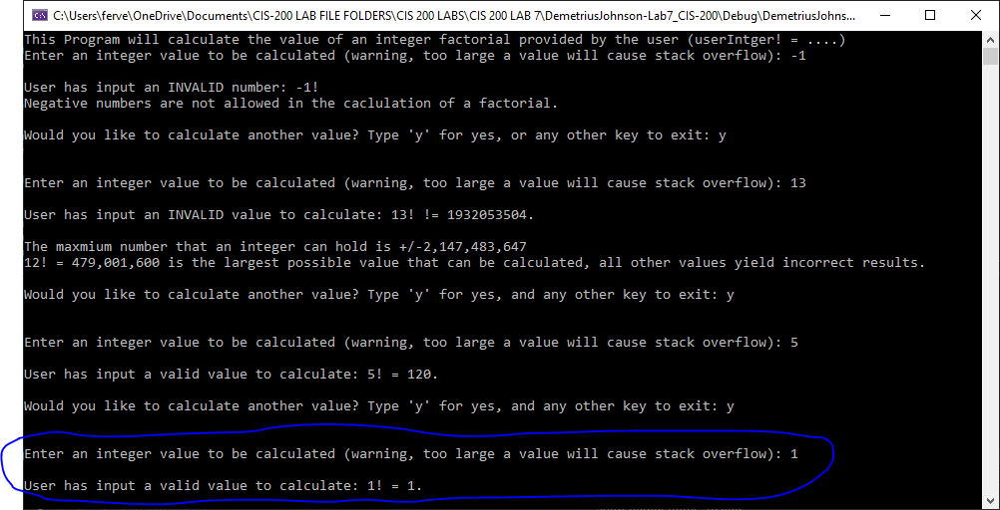 C:\Users\ferve\OneDrive\Documents\CIS-200 LAB FILE FOLDERS\CIS 200 LABS\CIS 200 LAB 7\DemetriusJohnson-Lab7_CIS-200\Debug\DemetriusJohns...
This Program will calculate the value of an integer factorial provided by the user (userIntger! = ....)
Enter an integer value to be calculated (warning, too large a value will cause stack overflow): -1
User has input an INVALID number: -1!
Negative numbers are not allowed in the caclulation of a factorial.
Would you like to calculate another value? Type 'y' for yes, or any other key to exit: y
Enter an integer value to be calculated (warning, too large a value will cause stack overflow): 13
User has input an INVALID value to calculate: 13! != 1932053504.
The maxmium number that an integer can hold is +/-2,147,483,647
12! = 479,001,600 is the largest possible value that can be calculated, all other values yield incorrect results.
Would you like to calculate another value? Type 'y' for yes, and any other key to exit: y
Enter an integer value to be calculated (warning, too large a value will cause stack overflow): 5
User has input a valid value to calculate: 5! = 120.
Would you like to calculate another value? Type 'y' for yes, and any other key to exit: y
Enter an integer value to be calculated (warning, too large a value will cause stack overflow): 1
User has input a valid value to calculate: 1! = 1.